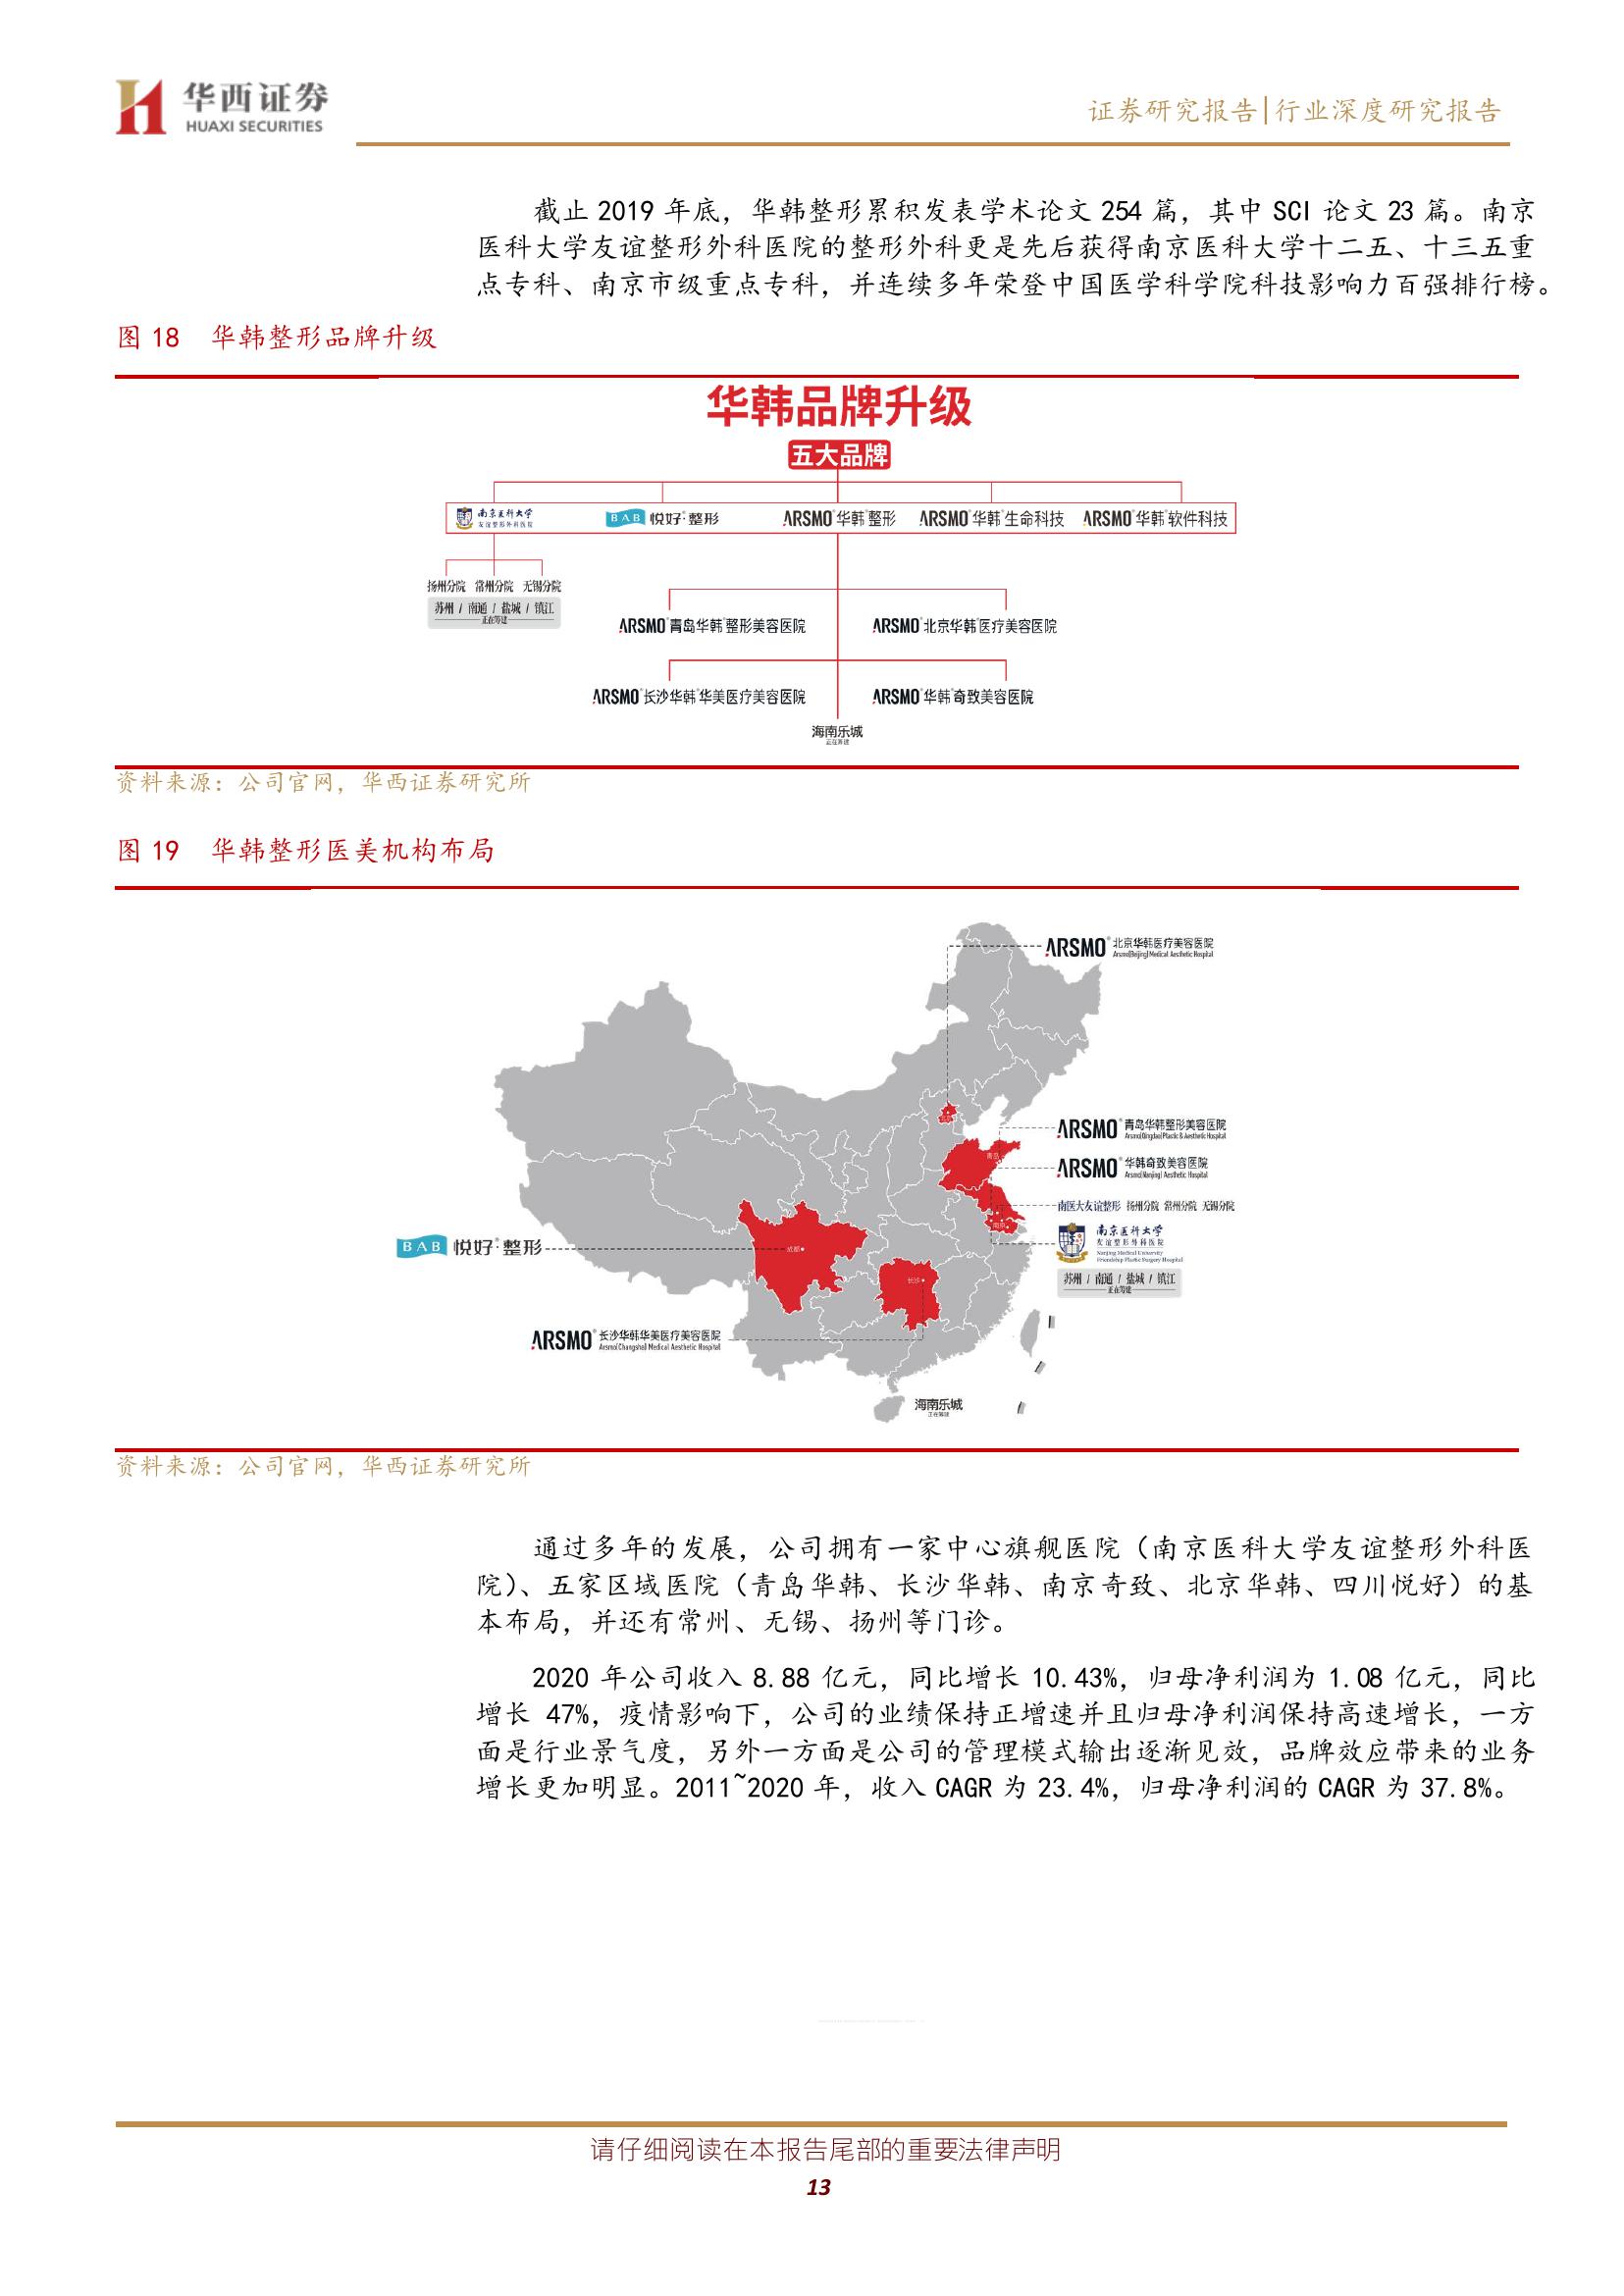 华西证券
HUAXI SECURITIES
证券研究报告|行业深度研究报告
截止 2019 年底，华韩整形累积发表学术论文 254 篇，其中 SCI 论文 23 篇。南京
医科大学友谊整形外科医院的整形外科更是先后获得南京医科大学十二五、十三五重
点专科、南京市级重点专科，并连续多年荣登中国医学科学院科技影响力百强排行榜。
图 18 华韩整形品牌升级
华韩品牌升级
五大品牌
南京医科大学
友谊整形外科医院
BAB 悦好®整形
ARSMO®华韩®整形
ARSMO®华韩®生命科技
ARSMO®华韩®软件科技
扬州分院 常州分院 无锡分院
苏州 / 南通 / 盐城 / 镇江
正在筹建
ARSMO®青岛华韩®整形美容医院
ARSMO®北京华韩®医疗美容医院
ARSMO®长沙华韩®华美医疗美容医院
ARSMO®华韩®奇致美容医院
海南乐城
正在筹建
资料来源：公司官网，华西证券研究所
图 19 华韩整形医美机构布局
ARSMO®北京华韩医疗美容医院
Arsmo(Beijing) Medical Aesthetic Hospital
ARSMO®青岛华韩整形美容医院
Arsmo(Qingdao) Plastic & Aesthetic Hospital
青岛
ARSMO®华韩奇致美容医院
Arsmo(Nanjing) Aesthetic Hospital
南医大友谊整形 扬州分院 常州分院 无锡分院
南京
南京医科大学
友谊整形外科医院
Nanjing Medical University
Friendship Plastic Surgery Hospital
BAB 悦好®整形
成都
苏州 / 南通 / 盐城 / 镇江
正在筹建
长沙
ARSMO®长沙华韩华美医疗美容医院
Arsmo(Changsha) Medical Aesthetic Hospital
海南乐城
正在筹建
资料来源：公司官网，华西证券研究所
通过多年的发展，公司拥有一家中心旗舰医院（南京医科大学友谊整形外科医
院）、五家区域医院（青岛华韩、长沙华韩、南京奇致、北京华韩、四川悦好）的基
本布局，并还有常州、无锡、扬州等门诊。
2020 年公司收入 8.88 亿元，同比增长 10.43%，归母净利润为 1.08 亿元，同比
增长 47%，疫情影响下，公司的业绩保持正增速并且归母净利润保持高速增长，一方
面是行业景气度，另外一方面是公司的管理模式输出逐渐见效，品牌效应带来的业务
增长更加明显。2011~2020 年，收入 CAGR 为 23.4%，归母净利润的 CAGR 为 37.8%。
请仔细阅读在本报告尾部的重要法律声明
13